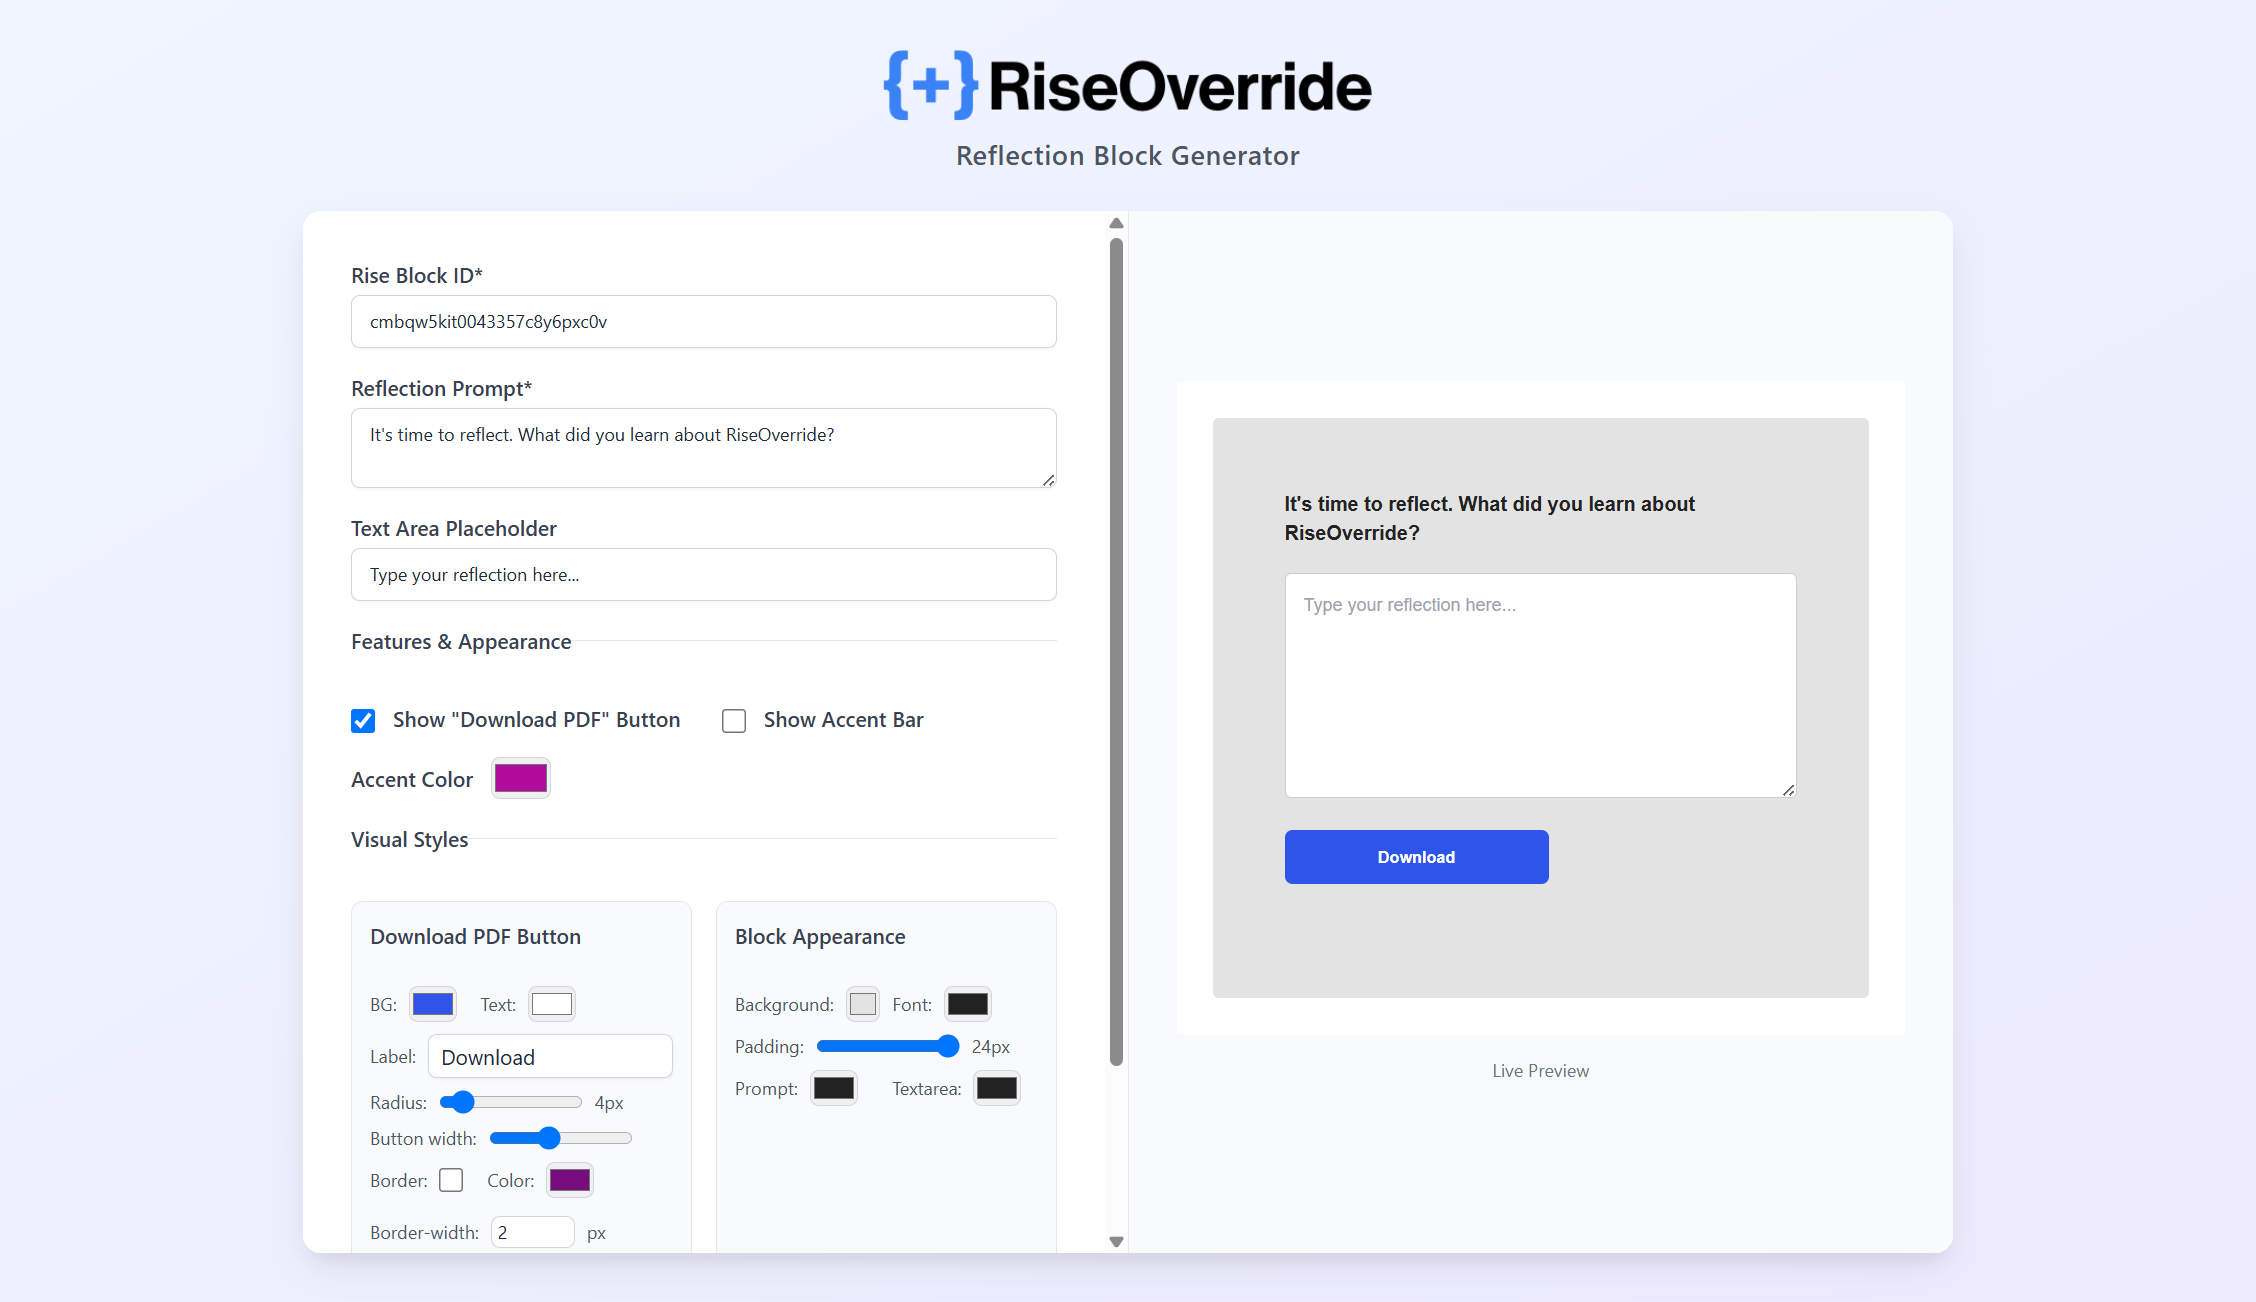 {+} RiseOverride
Reflection Block Generator
Rise Block ID*
cmbqw5kit0043357c8y6pxc0v
Reflection Prompt*
It's time to reflect. What did you learn about RiseOverride?
Text Area Placeholder
Type your reflection here...
Features & Appearance
Show "Download PDF" Button
Show Accent Bar
Accent Color
Visual Styles
Download PDF Button
BG:
Text:
Label:
Download
Radius:
4px
Button width:
Border:
Color:
Border-width:
2
px
Block Appearance
Background:
Font:
Padding:
24px
Prompt:
Textarea:
It's time to reflect. What did you learn about
RiseOverride?
Type your reflection here...
Download
Live Preview